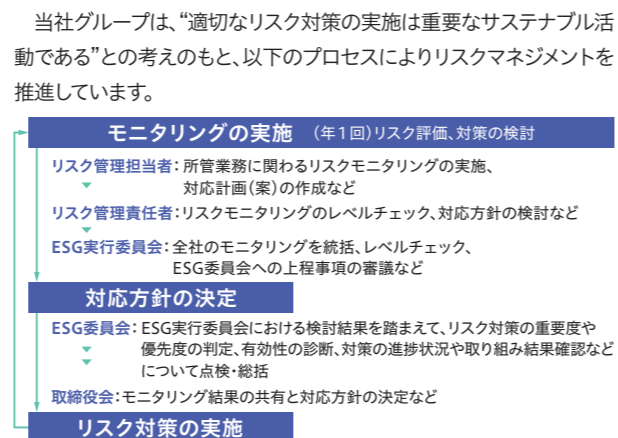 当社グループは、“適切なリスク対策の実施は重要なサステナブル活
動である”との考えのもと、以下のプロセスによりリスクマネジメントを
推進しています。
モニタリングの実施 （年1回）リスク評価、対策の検討
リスク管理担当者：所管業務に関わるリスクモニタリングの実施、
対応計画（案）の作成など
リスク管理責任者：リスクモニタリングのレベルチェック、対応方針の検討など
ESG実行委員会：全社のモニタリングを統括、レベルチェック、
ESG委員会への上程事項の審議など
対応方針の決定
ESG委員会：ESG実行委員会における検討結果を踏まえて、リスク対策の重要度や
優先度の判定、有効性の診断、対策の進捗状況や取り組み結果確認など
について点検・総括
取締役会：モニタリング結果の共有と対応方針の決定など
リスク対策の実施